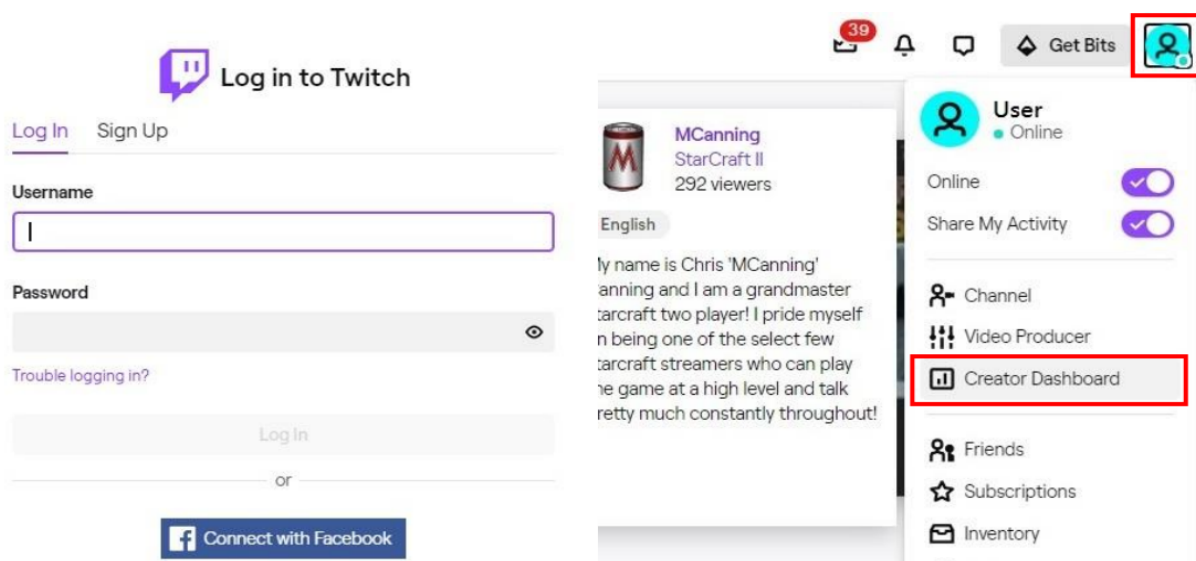 Log in to Twitch
Log In Sign Up
Username
Password
Trouble logging in?
Log In
or
Connect with Facebook
39
Get Bits
MCanning
StarCraft II
292 viewers
English
ly name is Chris 'MCanning'
anning and I am a grandmaster
tarcraft two player! I pride myself
n being one of the select few
tarcraft streamers who can play
ne game at a high level and talk
retty much constantly throughout!
User
Online
Online
Share My Activity
Channel
Video Producer
Creator Dashboard
Friends
Subscriptions
Inventory